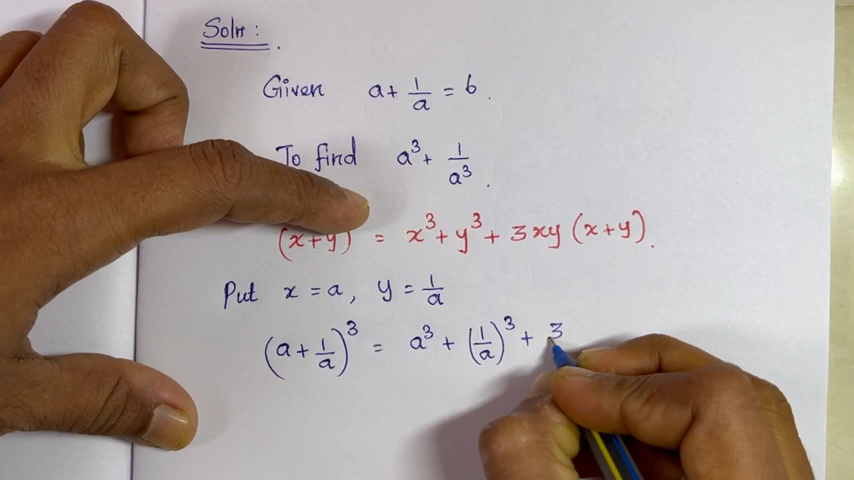 Soln :
Given a + 1/a = 6.
To find a³ + 1/a³.
(x+y) = x³ + y³ + 3xy (x+y).
Put x = a, y = 1/a
(a + 1/a)³ = a³ + (1/a)³ + 3